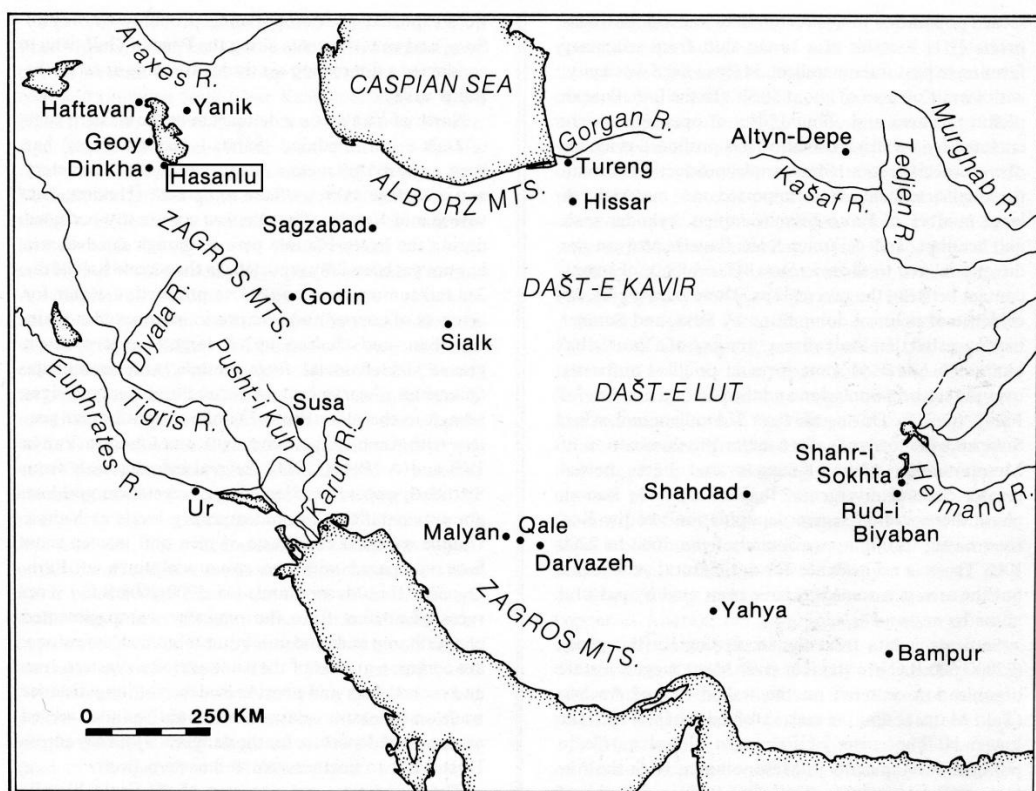 Araxes R.
CASPIAN SEA
Haftavan
Yanik
Gorgan R.
Altyn-Depe
Murghab R.
Geoy
Dinkha
Hasanlu
Tureng
Tedjen R.
Kašaf R.
ALBORZ MTS.
Hissar
Sagzabad
ZAGROS MTS.
DAŠT-E KAVIR
Diyala R.
Godin
Sialk
Pusht-i Kuh
DAŠT-E LUT
Euphrates R.
Tigris R.
Susa
Karun R.
Shahr-i
Sokhta
Helmand R.
Ur
Shahdad
Rud-i
Biyaban
Malyan
Qale
Darvazeh
ZAGROS MTS.
Yahya
Bampur
0 250 KM